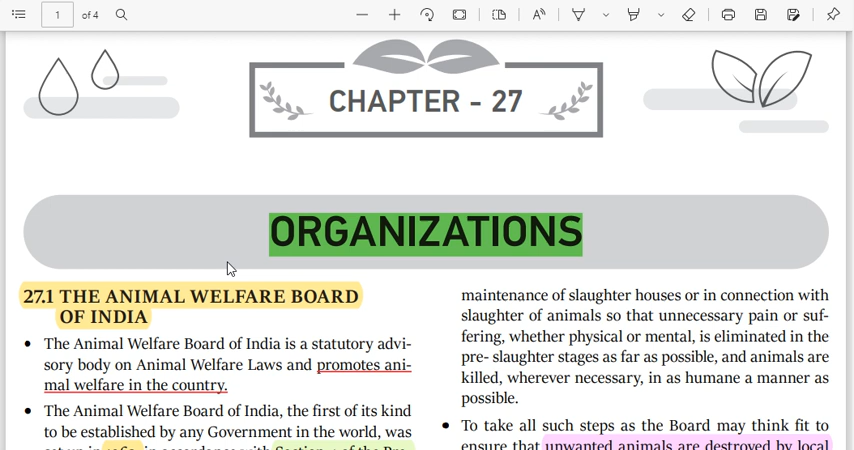 1 of 4
CHAPTER - 27
ORGANIZATIONS
27.1 THE ANIMAL WELFARE BOARD
OF INDIA
• The Animal Welfare Board of India is a statutory advi-
sory body on Animal Welfare Laws and promotes ani-
mal welfare in the country.
• The Animal Welfare Board of India, the first of its kind
to be established by any Government in the world, was
in accordance with Section
maintenance of slaughter houses or in connection with
slaughter of animals so that unnecessary pain or suf-
fering, whether physical or mental, is eliminated in the
pre- slaughter stages as far as possible, and animals are
killed, wherever necessary, in as humane a manner as
possible.
• To take all such steps as the Board may think fit to
ensure that unwanted animals are destroyed by local